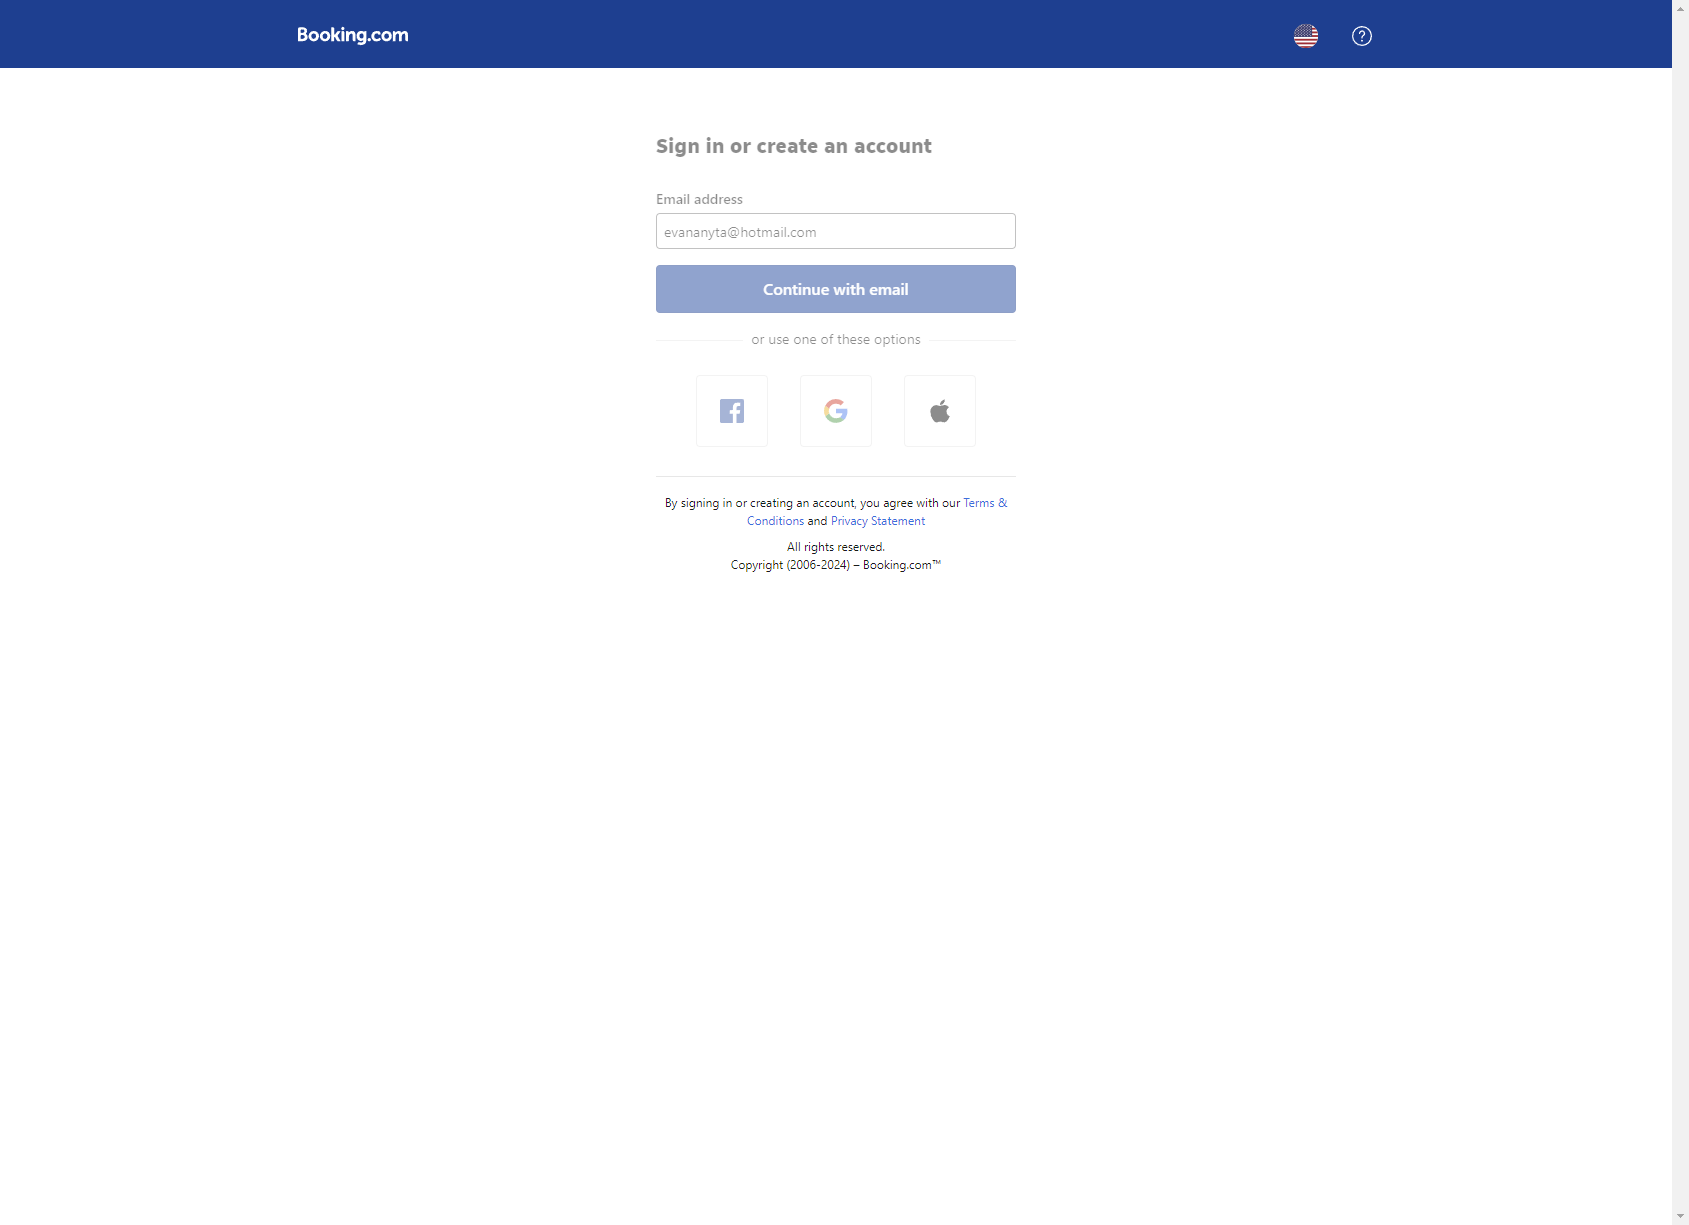 Booking.com
Sign in or create an account
Email address
evananyta@hotmail.com
Continue with email
or use one of these options
By signing in or creating an account, you agree with our Terms &
Conditions and Privacy Statement
All rights reserved.
Copyright (2006-2024) – Booking.com™